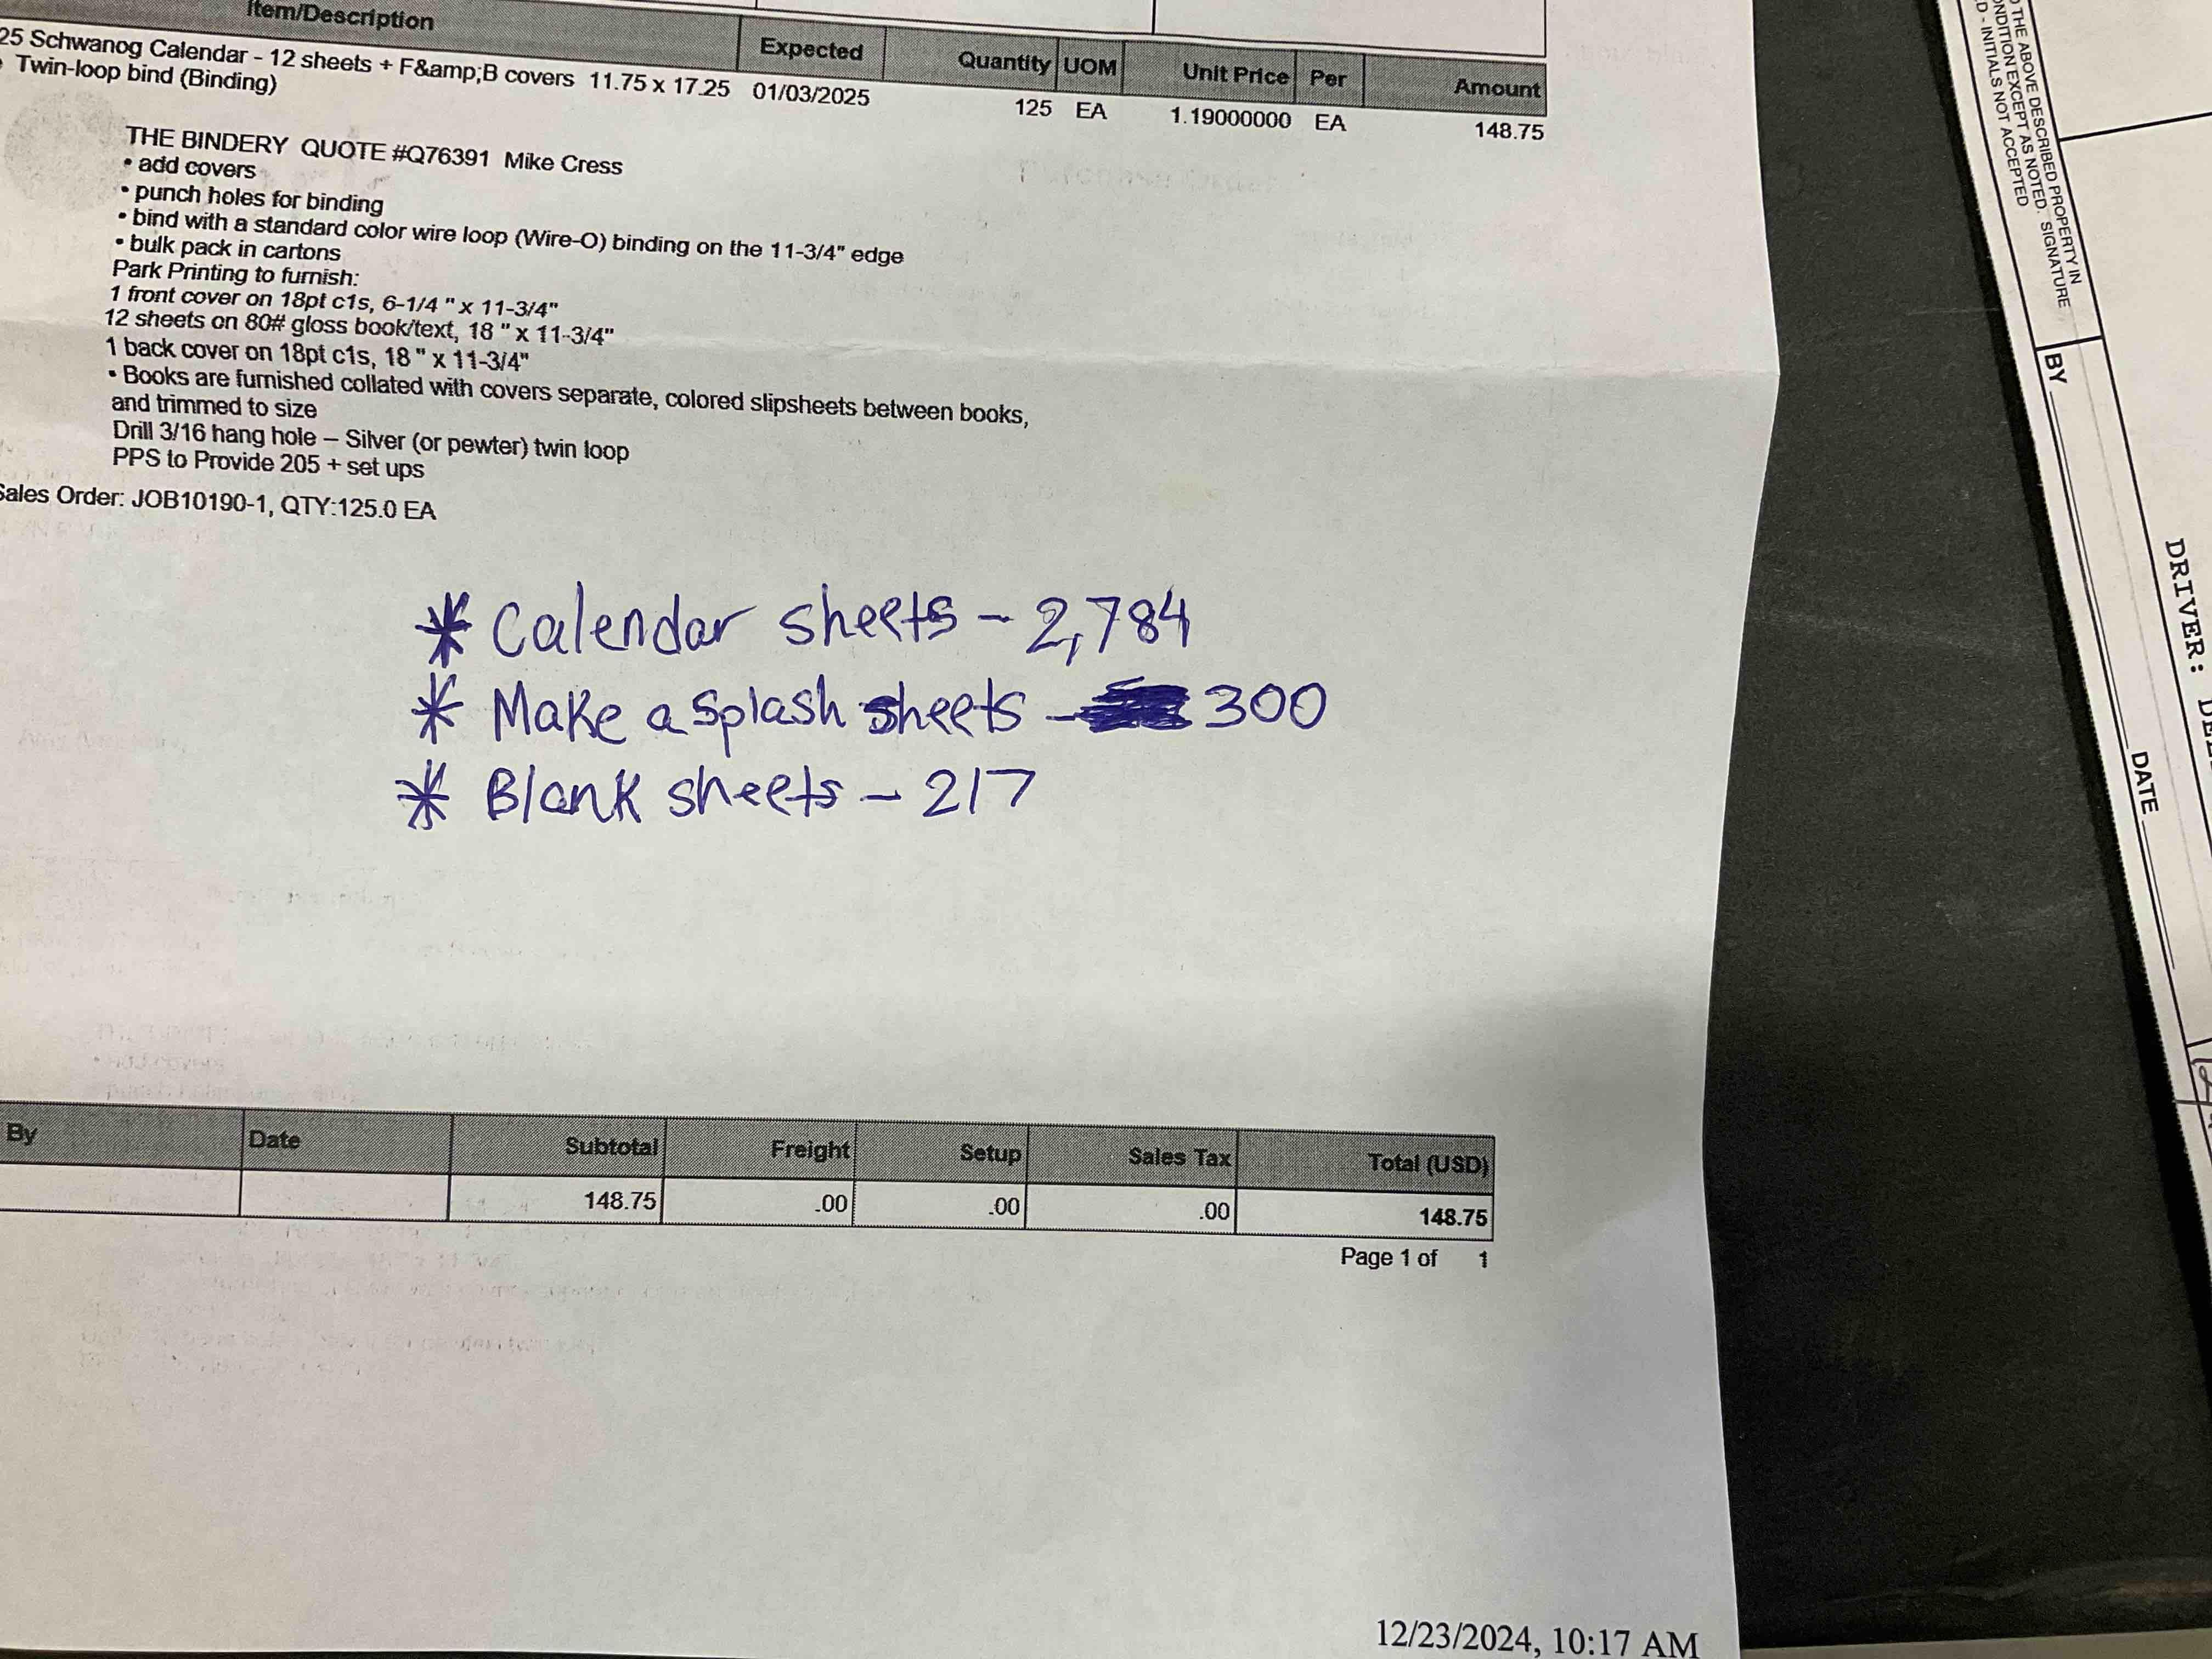 Item/Description Expected Quantity UOM Unit Price Per Amount
25 Schwanog Calendar - 12 sheets + F&amp;B covers 11.75 x 17.25 01/03/2025 125 EA 1.19000000 EA 148.75
Twin-loop bind (Binding)
THE BINDERY QUOTE #Q76391 Mike Cress
• add covers
• punch holes for binding
• bind with a standard color wire loop (Wire-O) binding on the 11-3/4" edge
• bulk pack in cartons
Park Printing to furnish:
1 front cover on 18pt c1s, 6-1/4 " x 11-3/4"
12 sheets on 80# gloss book/text, 18 " x 11-3/4"
1 back cover on 18pt c1s, 18 " x 11-3/4"
• Books are furnished collated with covers separate, colored slipsheets between books,
and trimmed to size
Drill 3/16 hang hole – Silver (or pewter) twin loop
PPS to Provide 205 + set ups
Sales Order: JOB10190-1, QTY:125.0 EA
* Calendar sheets - 2,784
* Make a splash sheets - 300
* Blank sheets - 217
By Date Subtotal Freight Setup Sales Tax Total (USD)
148.75 .00 .00 .00 148.75
Page 1 of 1
12/23/2024, 10:17 AM
THE ABOVE DESCRIBED PROPERTY IN
CONDITION EXCEPT AS NOTED. SIGNATURE
- INITIALS NOT ACCEPTED
BY DATE
DRIVER: